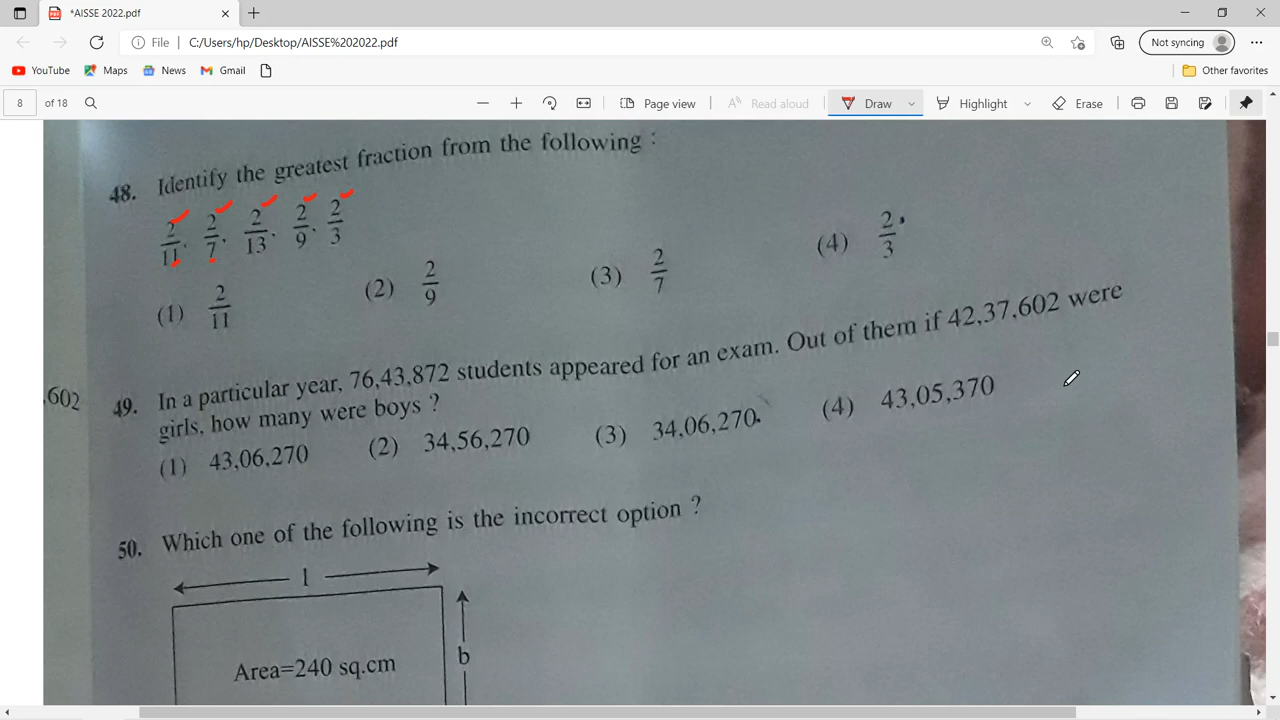 *AISSE 2022.pdf
File C:/Users/hp/Desktop/AISSE%202022.pdf Not syncing
YouTube Maps News Gmail Other favorites
8 of 18 Page view Read aloud Draw Highlight Erase
48. Identify the greatest fraction from the following :
2/11, 2/7, 2/13, 2/9, 2/3
(1) 2/11 (2) 2/9 (3) 2/7 (4) 2/3
,602
49. In a particular year, 76,43,872 students appeared for an exam. Out of them if 42,37,602 were
girls, how many were boys ?
(1) 43,06,270 (2) 34,56,270 (3) 34,06,270 (4) 43,05,370
50. Which one of the following is the incorrect option ?
l
Area=240 sq.cm b